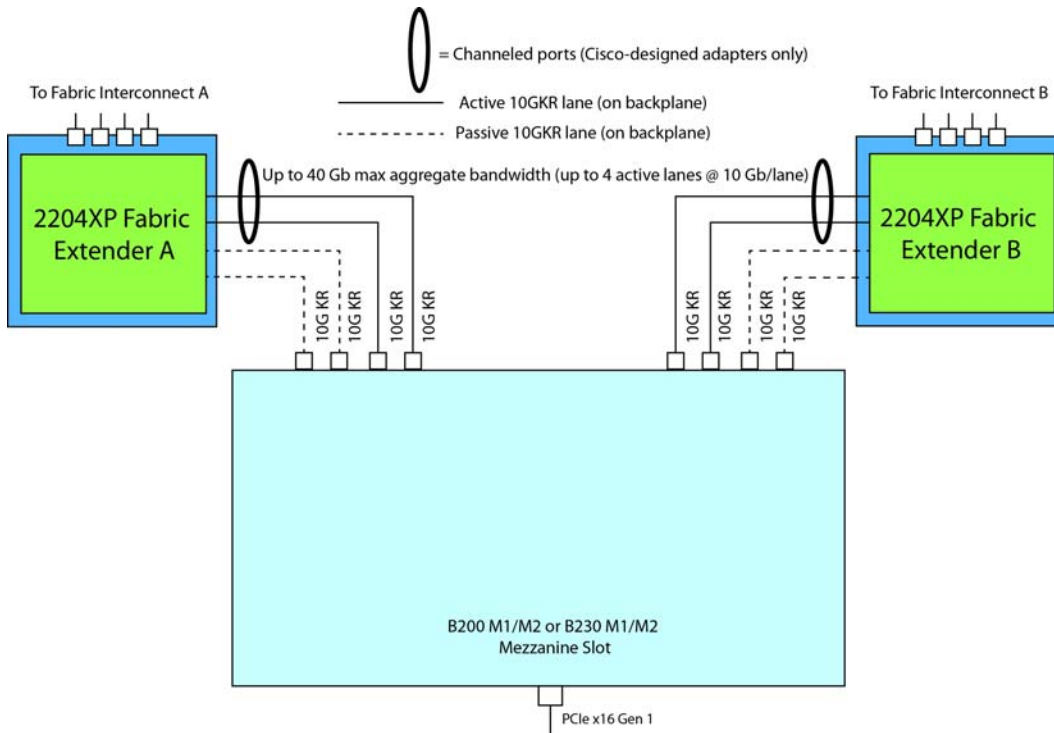 = Channeled ports (Cisco-designed adapters only)
To Fabric Interconnect A
Active 10GKR lane (on backplane)
To Fabric Interconnect B
Passive 10GKR lane (on backplane)
Up to 40 Gb max aggregate bandwidth (up to 4 active lanes @ 10 Gb/lane)
2204XP Fabric
Extender A
2204XP Fabric
Extender B
10G KR
10G KR
10G KR
10G KR
10G KR
10G KR
10G KR
10G KR
B200 M1/M2 or B230 M1/M2
Mezzanine Slot
PCIe x16 Gen 1